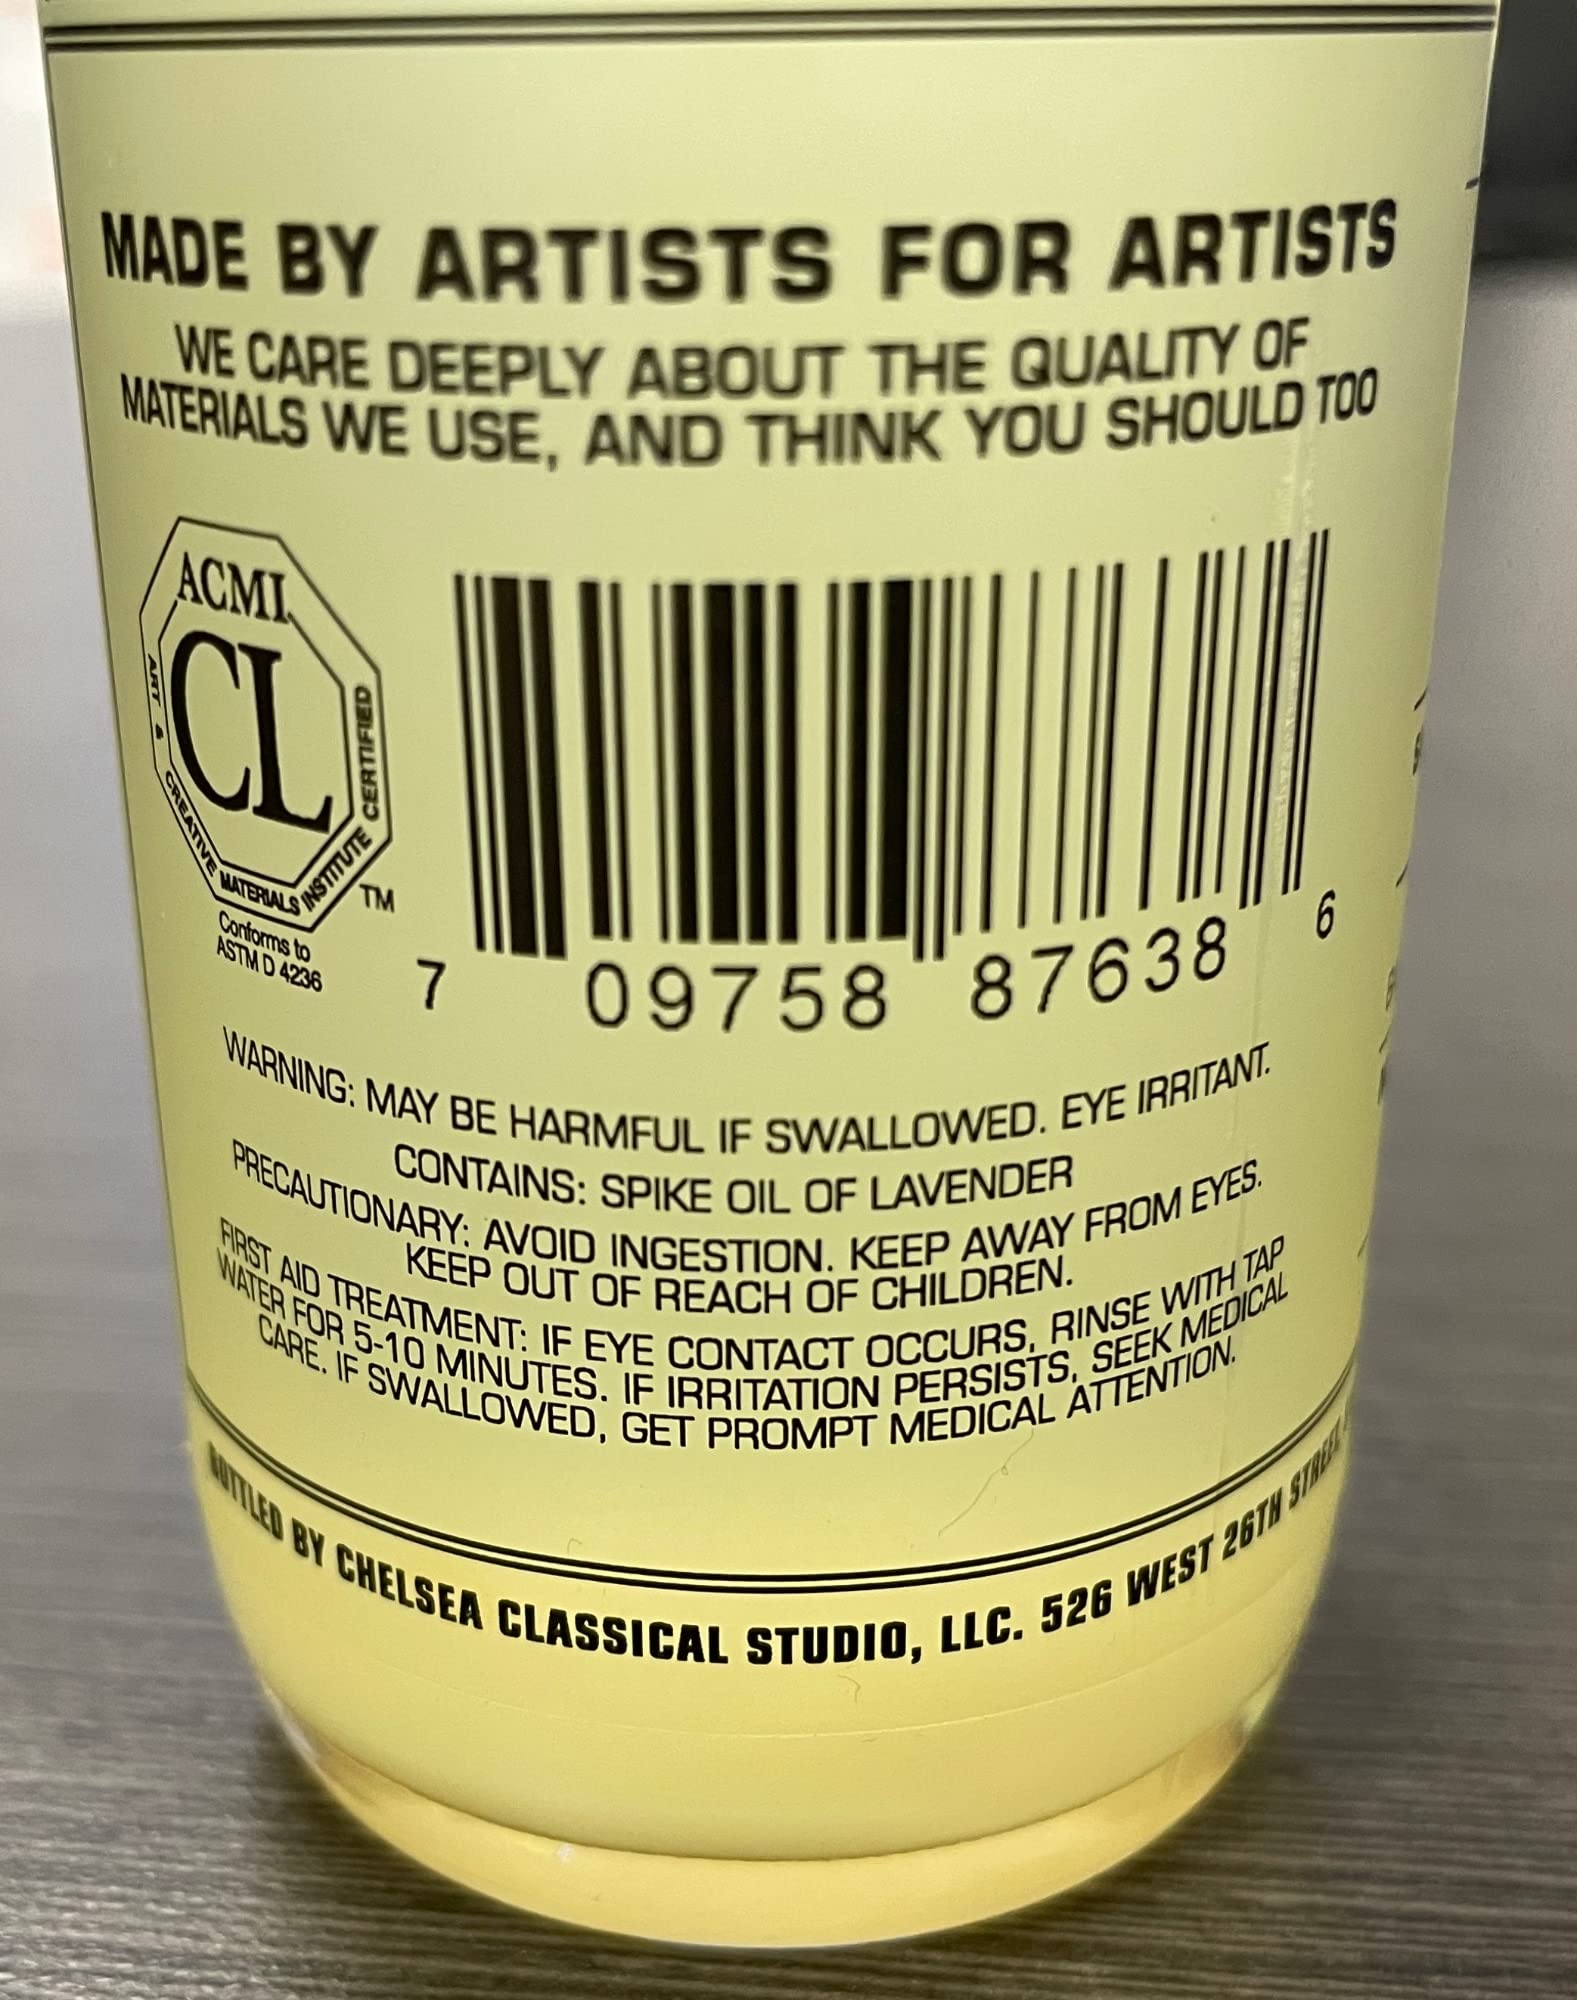 MADE BY ARTISTS FOR ARTISTS
WE CARE DEEPLY ABOUT THE QUALITY OF
MATERIALS WE USE, AND THINK YOU SHOULD TOO
ACMI
CL
ART & CREATIVE MATERIALS INSTITUTE CERTIFIED
TM
Conforms to
ASTM D 4236
7 09758 87638 6
WARNING: MAY BE HARMFUL IF SWALLOWED. EYE IRRITANT.
CONTAINS: SPIKE OIL OF LAVENDER
PRECAUTIONARY: AVOID INGESTION. KEEP AWAY FROM EYES.
KEEP OUT OF REACH OF CHILDREN.
FIRST AID TREATMENT: IF EYE CONTACT OCCURS, RINSE WITH TAP
WATER FOR 5-10 MINUTES. IF IRRITATION PERSISTS, SEEK MEDICAL
CARE. IF SWALLOWED, GET PROMPT MEDICAL ATTENTION.
BOTTLED BY CHELSEA CLASSICAL STUDIO, LLC. 526 WEST 26TH STREET